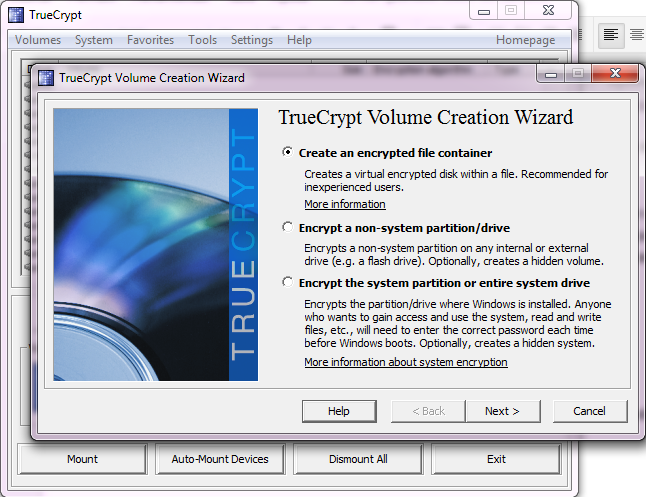 TrueCrypt
Volumes System Favorites Tools Settings Help Homepage
TrueCrypt Volume Creation Wizard
TRUECRYPT
TrueCrypt Volume Creation Wizard
Create an encrypted file container
Creates a virtual encrypted disk within a file. Recommended for
inexperienced users.
More information
Encrypt a non-system partition/drive
Encrypts a non-system partition on any internal or external
drive (e.g. a flash drive). Optionally, creates a hidden volume.
Encrypt the system partition or entire system drive
Encrypts the partition/drive where Windows is installed. Anyone
who wants to gain access and use the system, read and write
files, etc., will need to enter the correct password each time
before Windows boots. Optionally, creates a hidden system.
More information about system encryption
Help < Back Next > Cancel
Mount Auto-Mount Devices Dismount All Exit